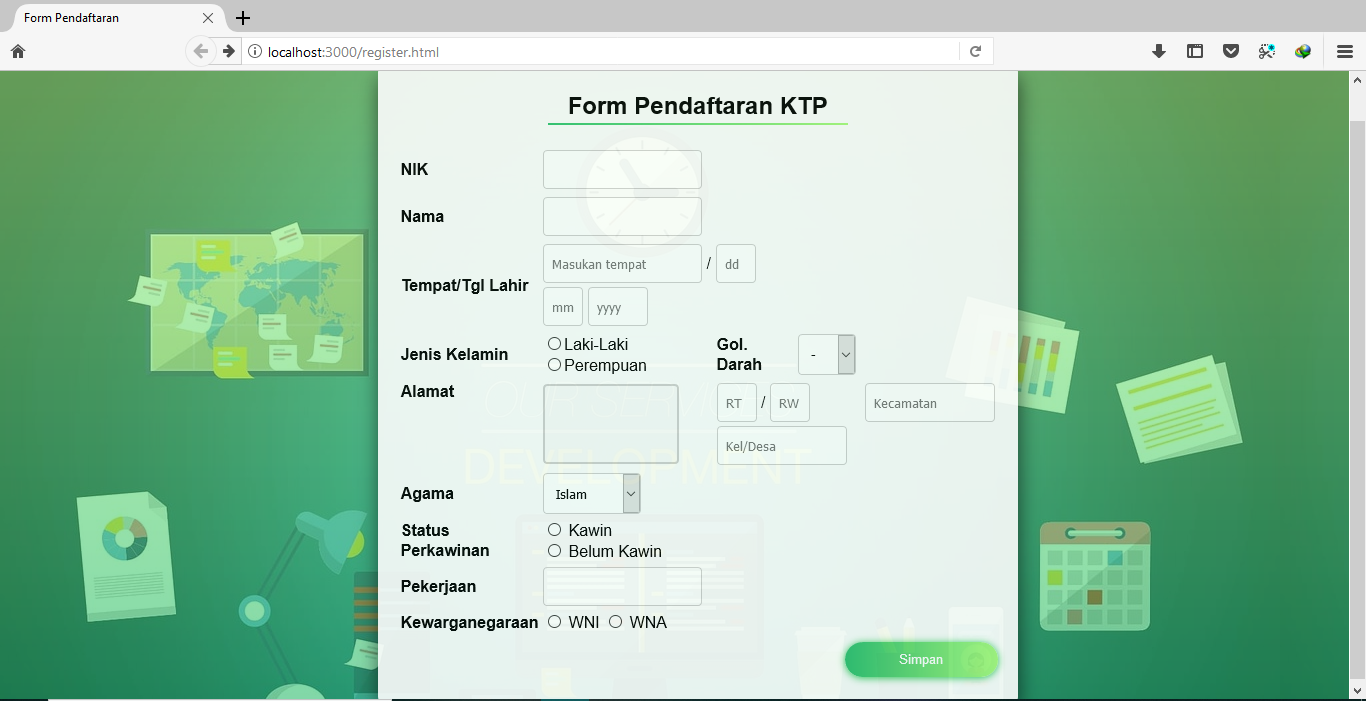 Form Pendaftaran
localhost:3000/register.html
Form Pendaftaran KTP
NIK
Nama
Tempat/Tgl Lahir
Masukan tempat / dd
mm yyyy
Jenis Kelamin
Laki-Laki
Perempuan
Gol.
Darah
-
Alamat
RT / RW
Kecamatan
Kel/Desa
DEVELOPMENT
Agama
Islam
Status
Perkawinan
Kawin
Belum Kawin
Pekerjaan
Kewarganegaraan
WNI WNA
Simpan